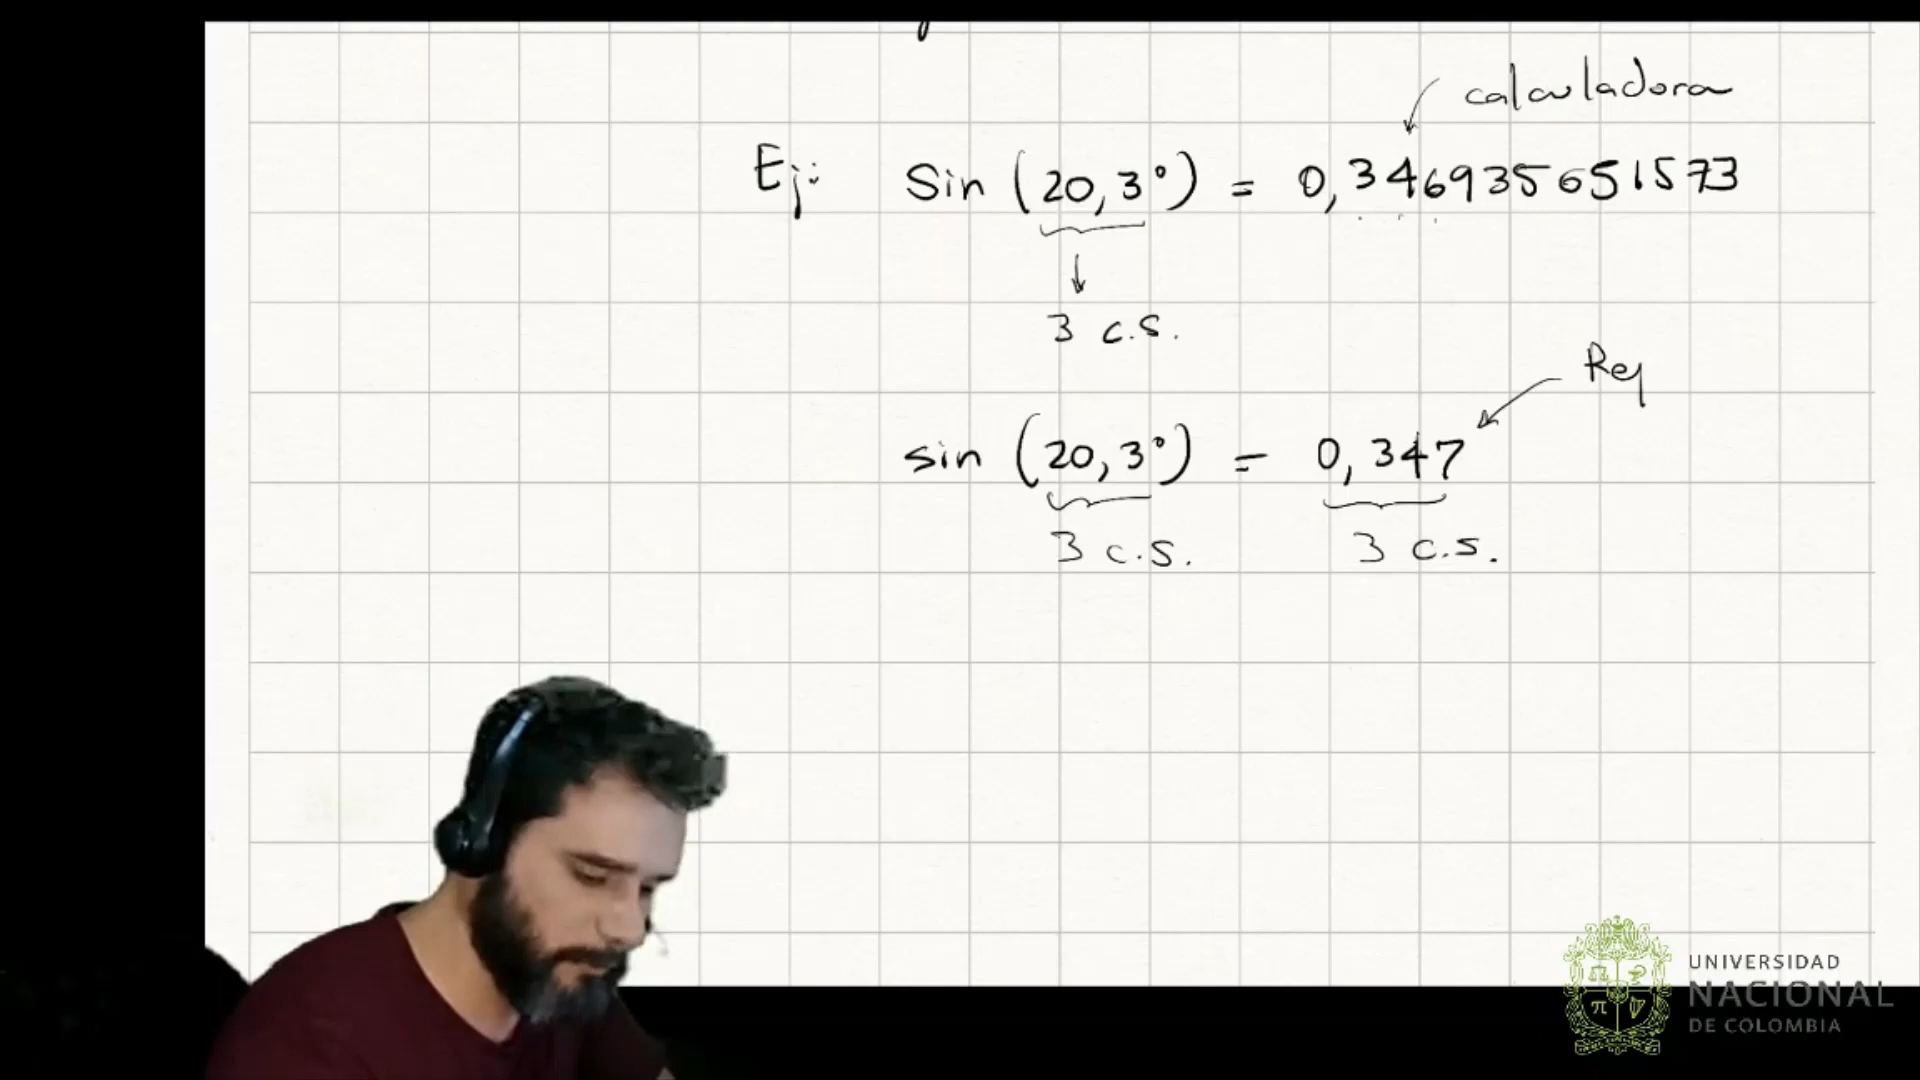 calculadora
Ej: Sin (20,3°) = 0,346935651573
3 c.s.
Rey
sin (20,3°) = 0,347
3 c.s. 3 c.s.
UNIVERSIDAD
NACIONAL
DE COLOMBIA